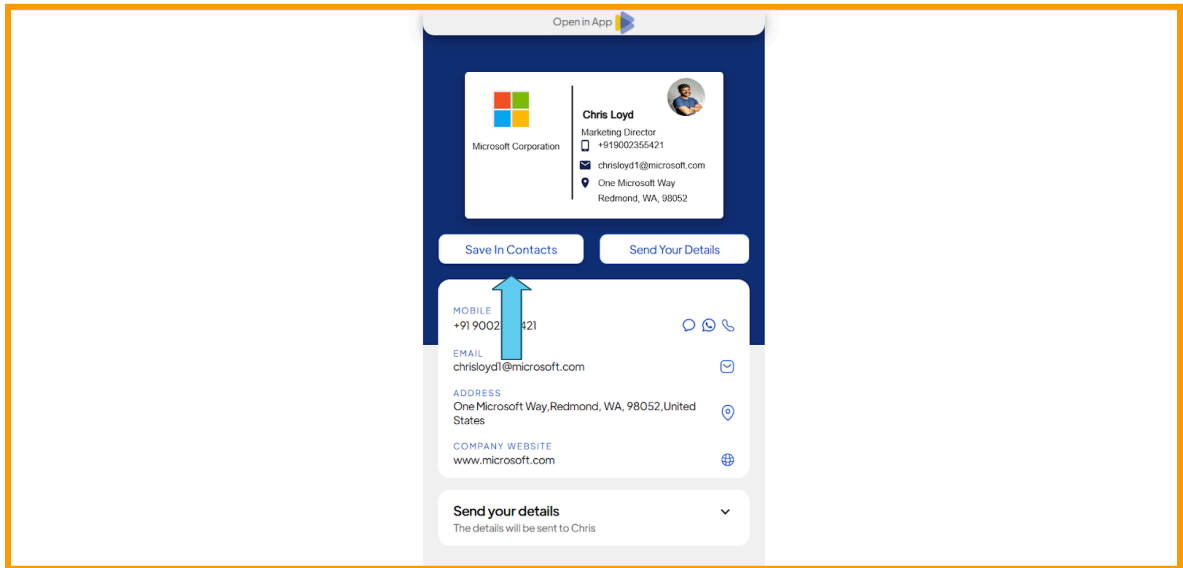 Open in App
Microsoft Corporation
Chris Loyd
Marketing Director
+919002355421
chrisloyd1@microsoft.com
One Microsoft Way
Redmond, WA, 98052
Save In Contacts
Send Your Details
MOBILE
+91 9002 421
EMAIL
chrisloyd1@microsoft.com
ADDRESS
One Microsoft Way,Redmond, WA, 98052,United
States
COMPANY WEBSITE
www.microsoft.com
Send your details
The details will be sent to Chris